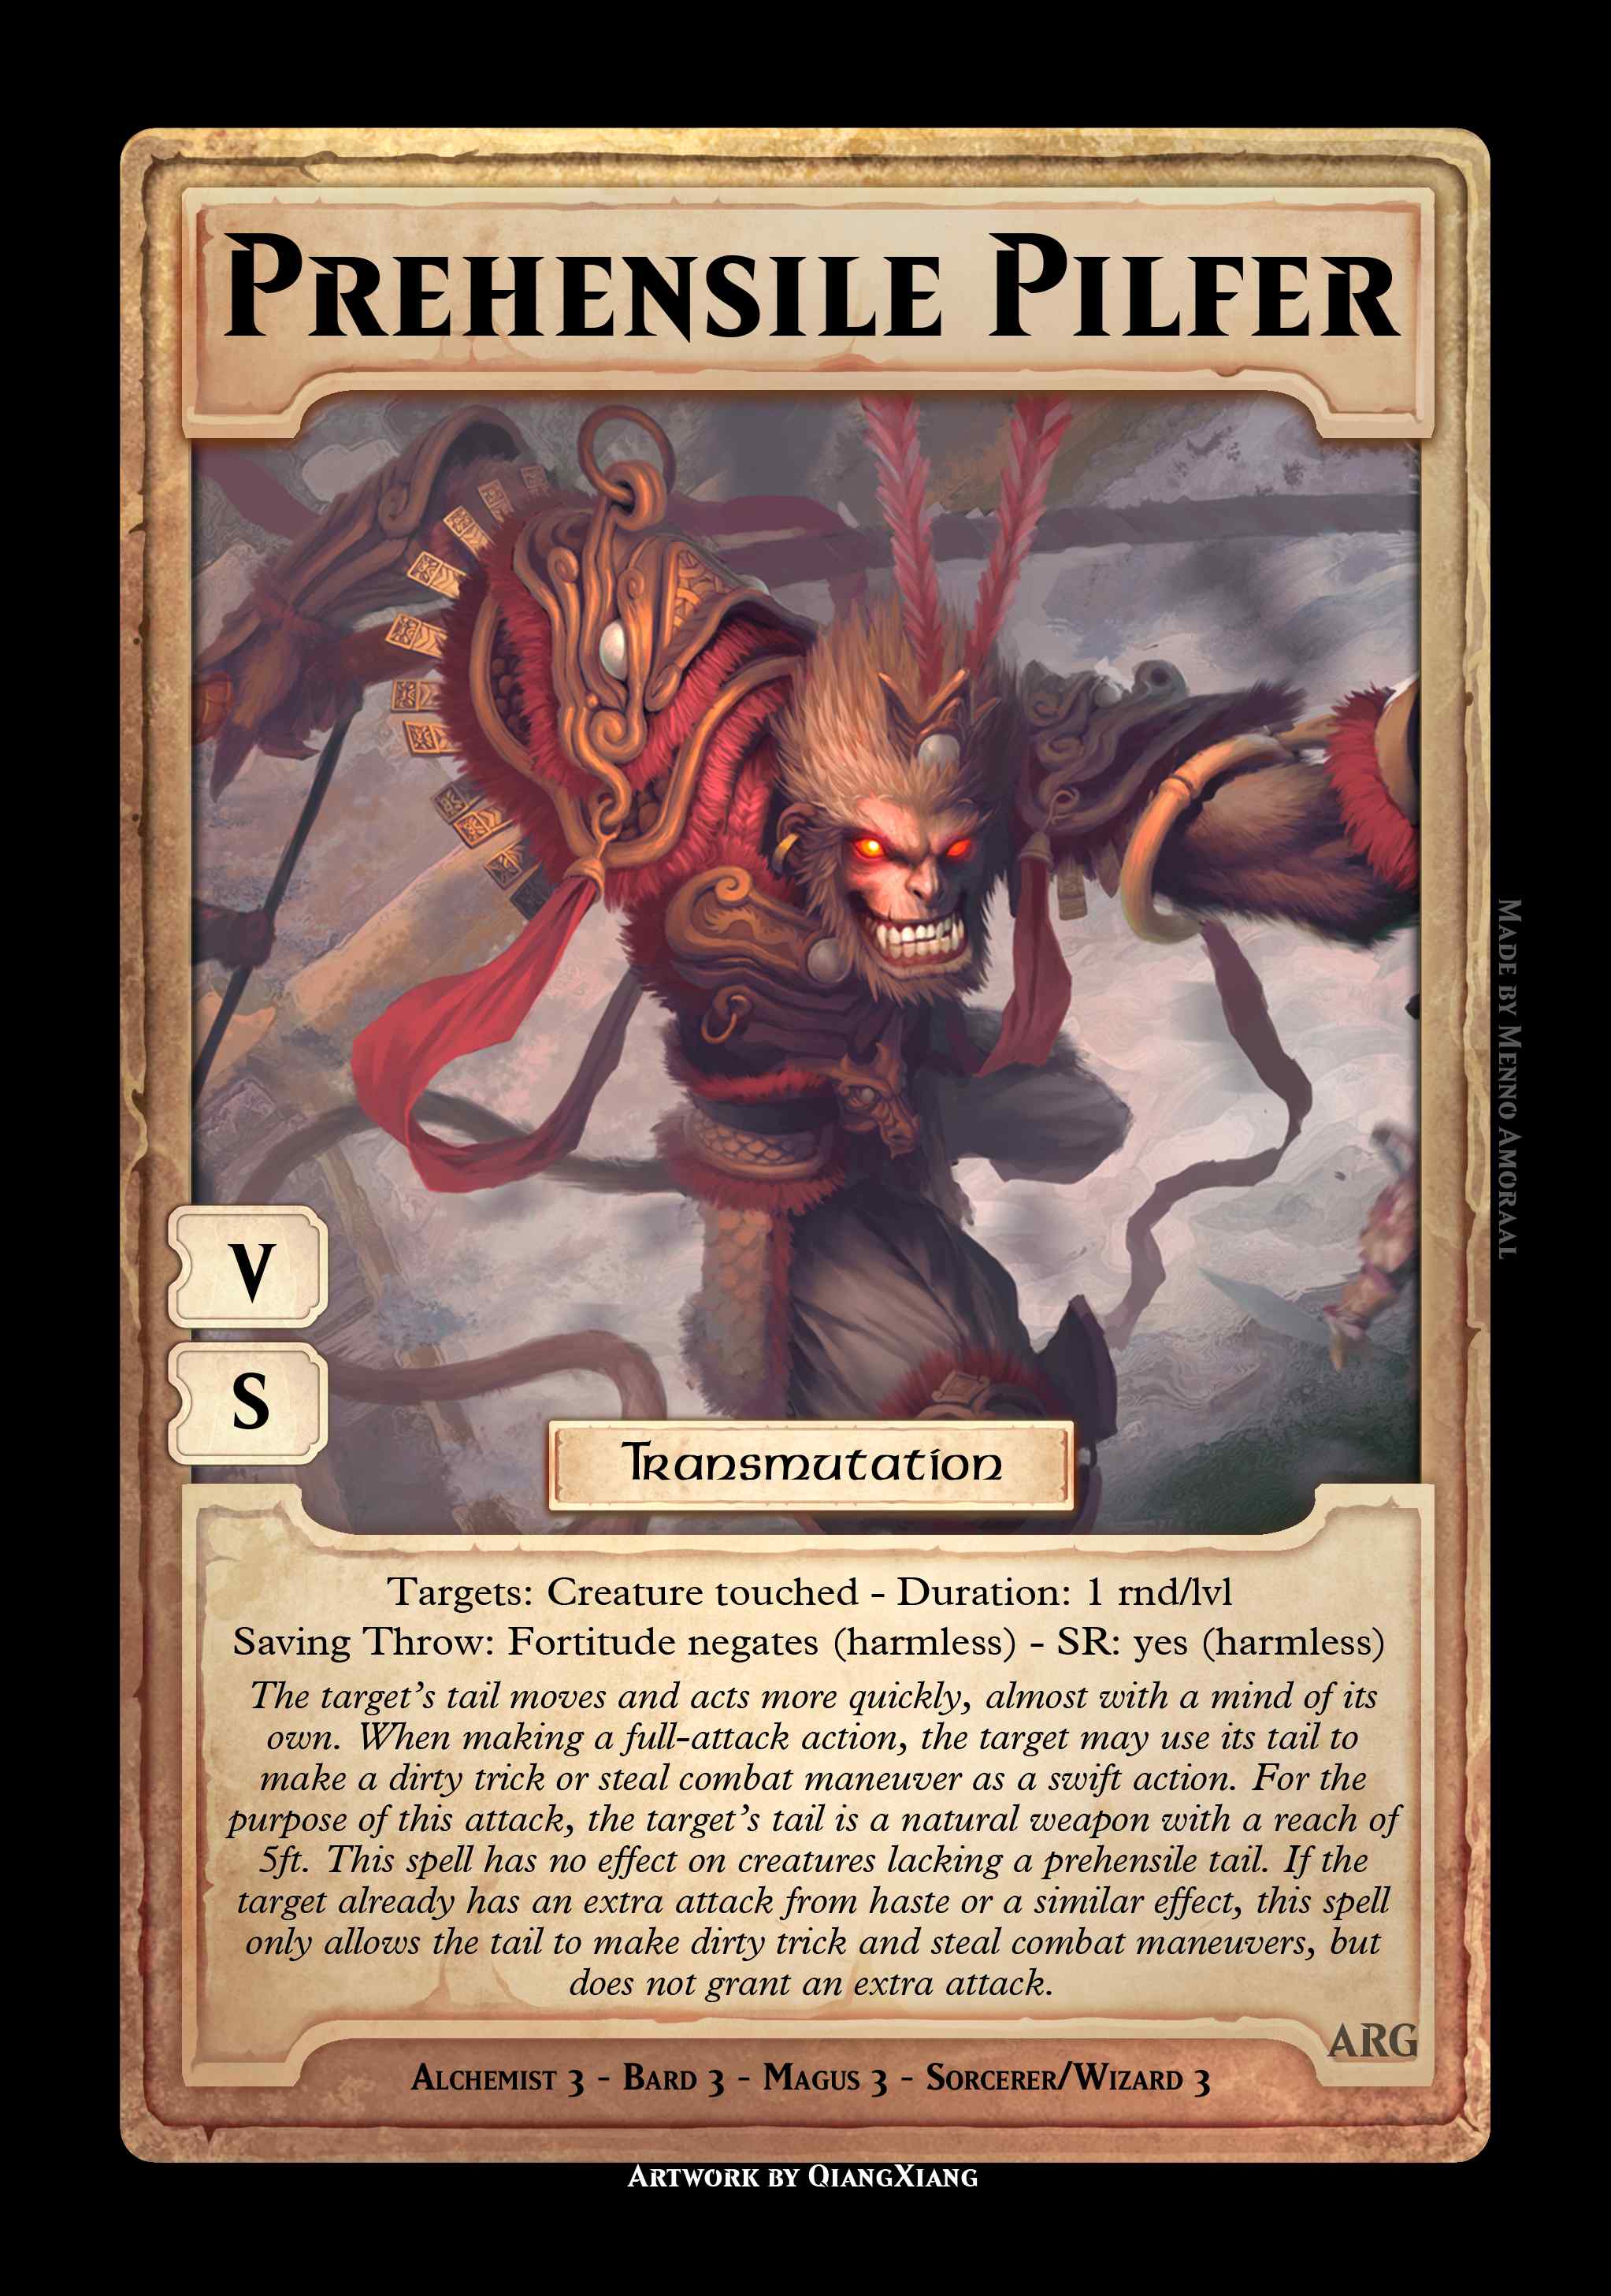 Prehensile Pilfer
V
S
Transmutation
Targets: Creature touched - Duration: 1 rnd/lvl
Saving Throw: Fortitude negates (harmless) - SR: yes (harmless)
The target's tail moves and acts more quickly, almost with a mind of its
own. When making a full-attack action, the target may use its tail to
make a dirty trick or steal combat maneuver as a swift action. For the
purpose of this attack, the target's tail is a natural weapon with a reach of
5ft. This spell has no effect on creatures lacking a prehensile tail. If the
target already has an extra attack from haste or a similar effect, this spell
only allows the tail to make dirty trick and steal combat maneuvers, but
does not grant an extra attack.
ARG
Alchemist 3 - Bard 3 - Magus 3 - Sorcerer/Wizard 3
Artwork by QiangXiang
Made by Menno Amoraal